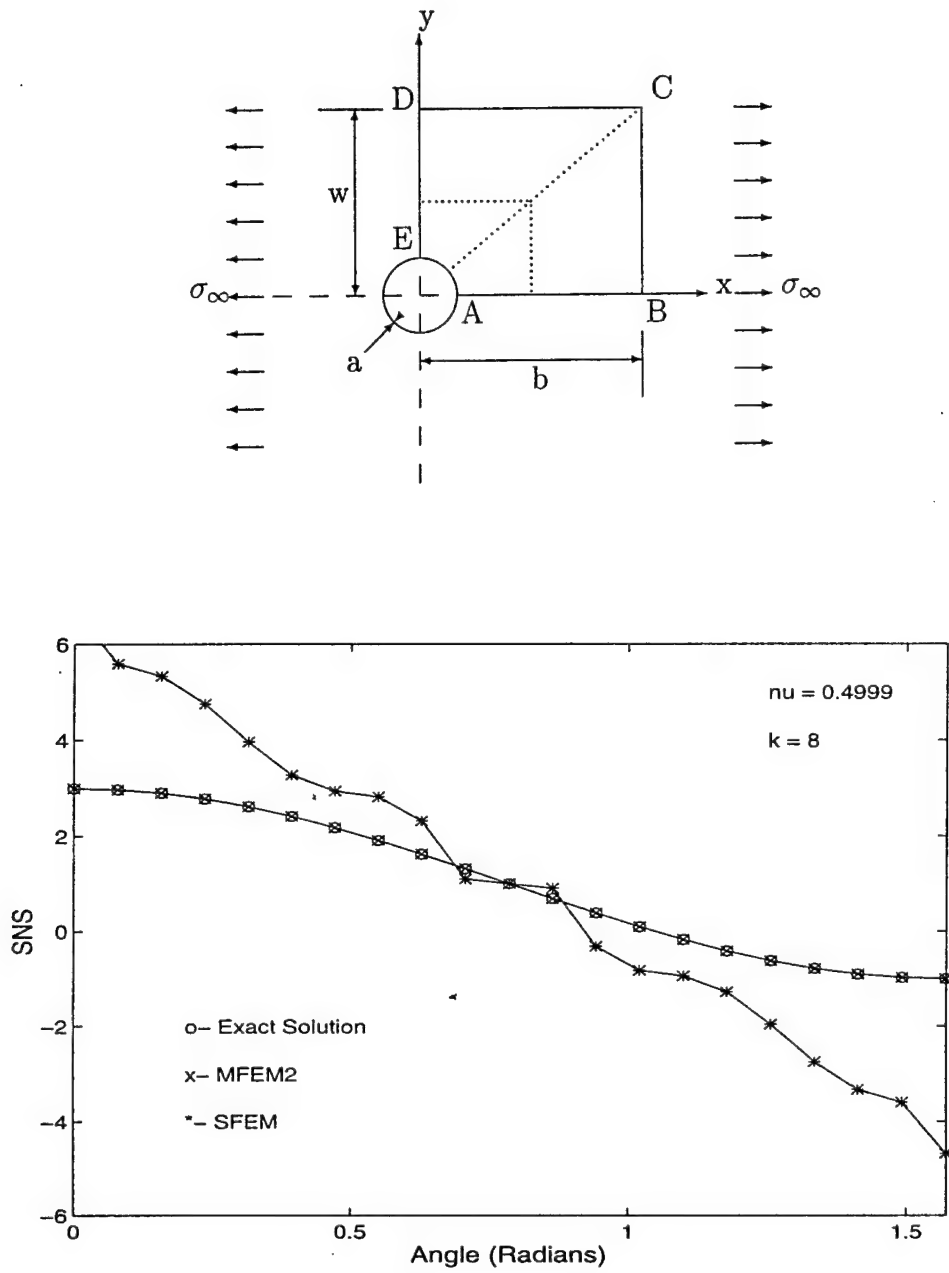 y
D
C
w
E
σ∞
x
σ∞
A
B
a
b
6
4
2
0
−2
−4
−6
SNS
nu = 0.4999
k = 8
o– Exact Solution
x– MFEM2
*– SFEM
0
0.5
1
1.5
Angle (Radians)